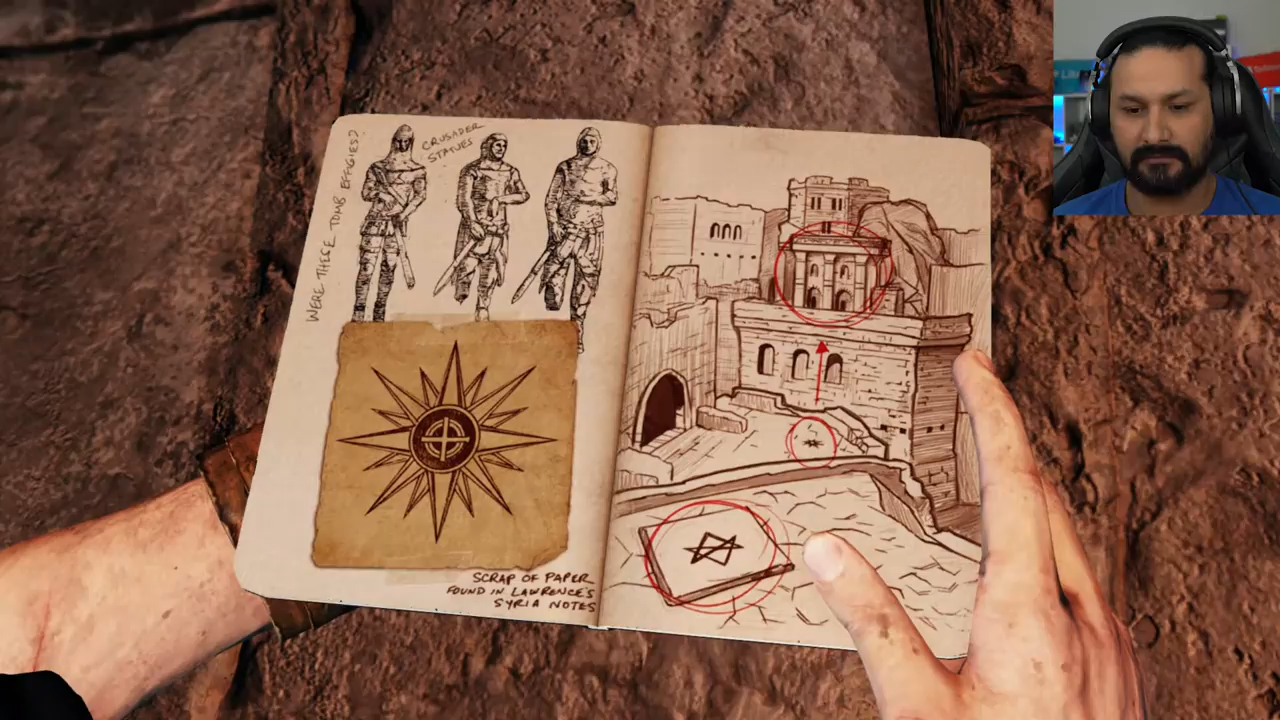 WERE THESE TOMB EFFIGIES?
CRUSADER
STATUES
SCRAP OF PAPER
FOUND IN LAWRENCE'S
SYRIA NOTES